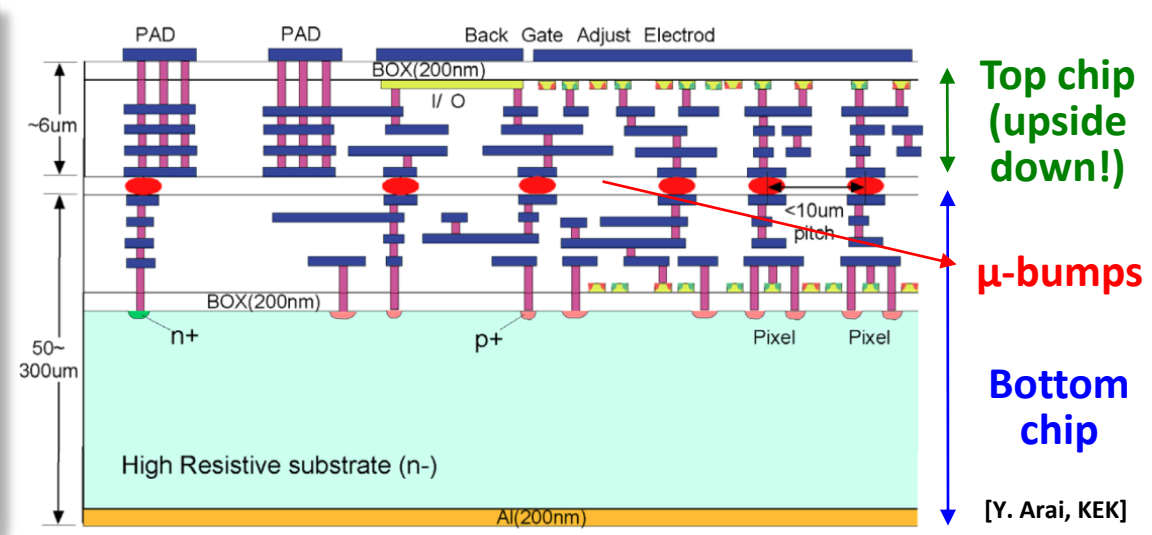 PAD
PAD
Back Gate Adjust Electrod
BOX(200nm)
I/ O
~6um
<10um
pitch
BOX(200nm)
n+
p+
Pixel
Pixel
50~
300um
High Resistive substrate (n-)
Al(200nm)
Top chip
(upside
down!)
μ-bumps
Bottom
chip
[Y. Arai, KEK]